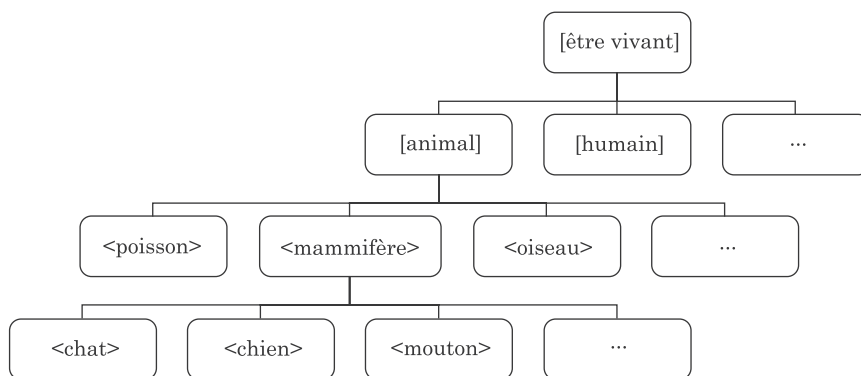 [être vivant]
[animal] [humain] ...
<poisson> <mammifère> <oiseau> ...
<chat> <chien> <mouton> ...